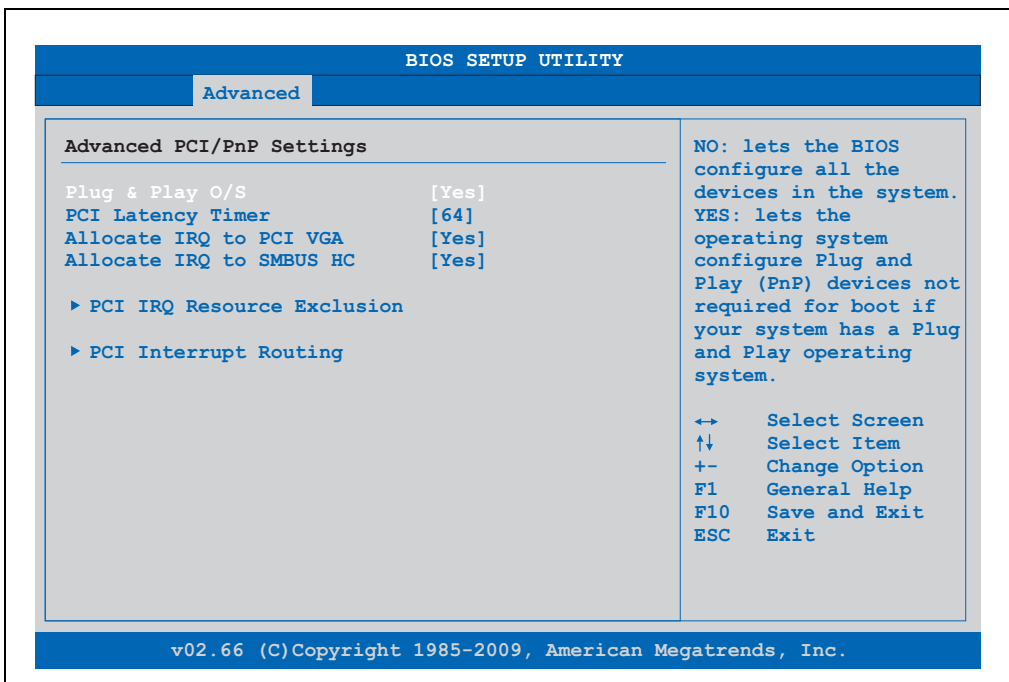 BIOS SETUP UTILITY
Advanced
Advanced PCI/PnP Settings
Plug & Play O/S [Yes]
PCI Latency Timer [64]
Allocate IRQ to PCI VGA [Yes]
Allocate IRQ to SMBUS HC [Yes]
PCI IRQ Resource Exclusion
PCI Interrupt Routing
NO: lets the BIOS
configure all the
devices in the system.
YES: lets the
operating system
configure Plug and
Play (PnP) devices not
required for boot if
your system has a Plug
and Play operating
system.
↔ Select Screen
↑↓ Select Item
+- Change Option
F1 General Help
F10 Save and Exit
ESC Exit
v02.66 (C)Copyright 1985-2009, American Megatrends, Inc.